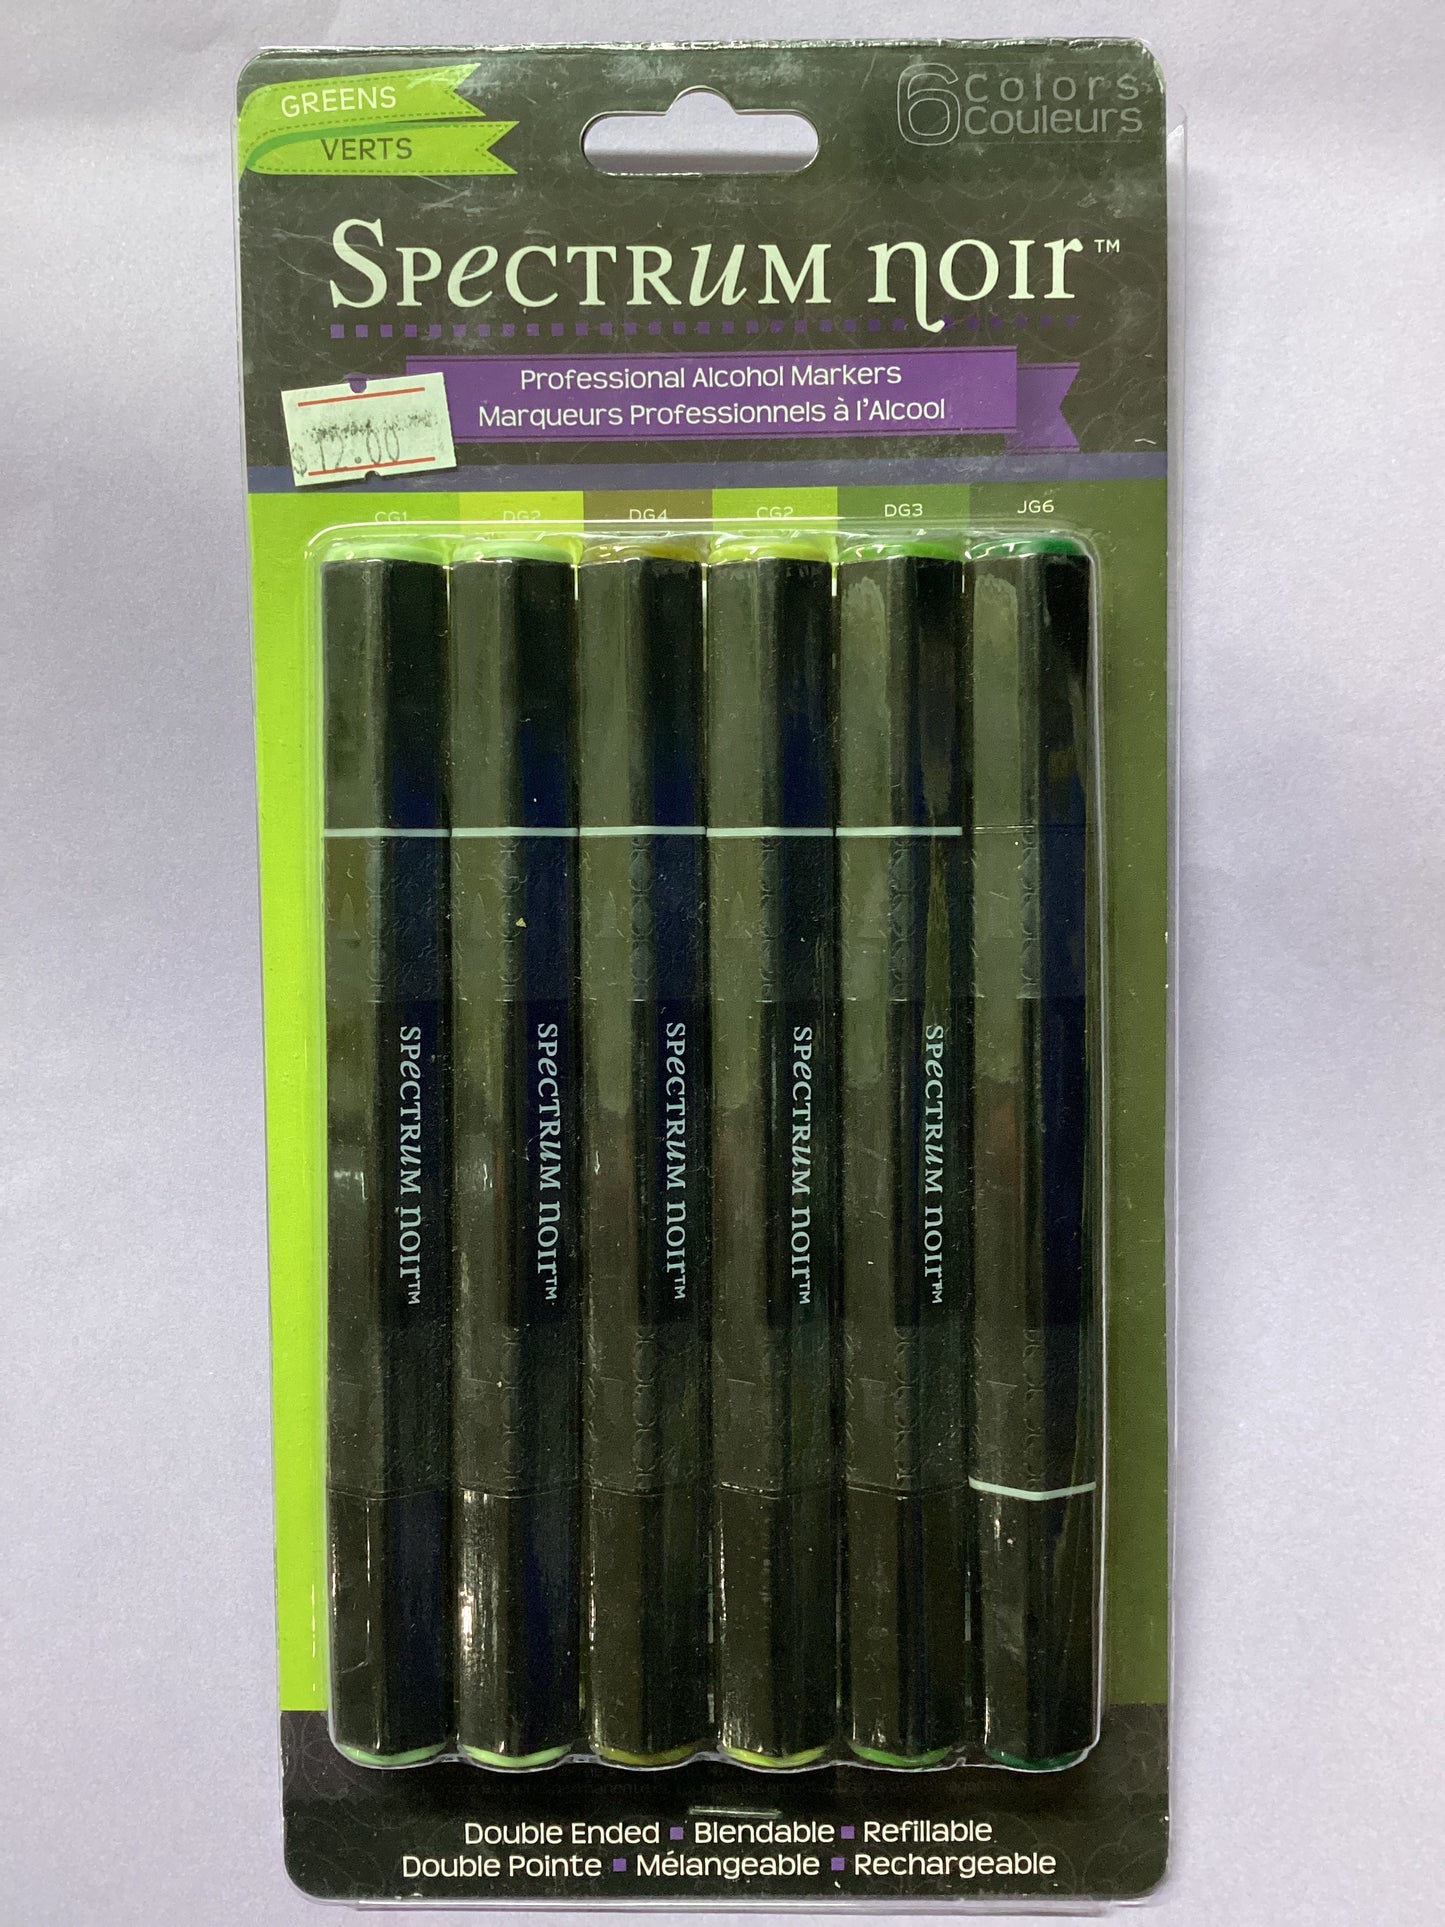 GREENS
VERTS
6 Colors
Couleurs
SPECTRUM NOIR™
Professional Alcohol Markers
Marqueurs Professionnels à l'Alcool
$12.00
CG1 DG2 DG4 CG2 DG3 JG6
SPECTRUM NOIR™
SPECTRUM NOIR™
SPECTRUM NOIR™
SPECTRUM NOIR™
SPECTRUM NOIR™
Double Ended ▪ Blendable ▪ Refillable
Double Pointe ▪ Mélangeable ▪ Rechargeable